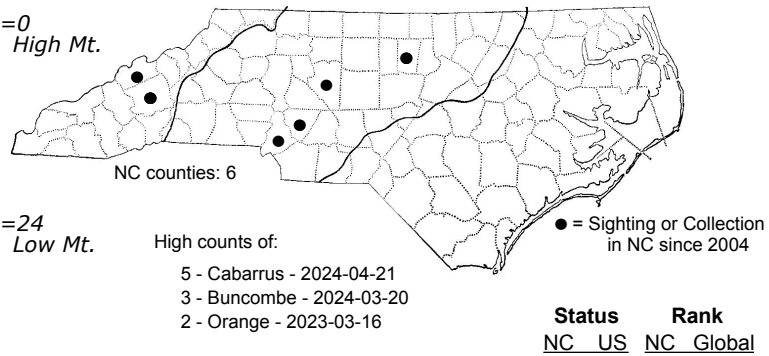 =0
High Mt.
NC counties: 6
=24
Low Mt.
High counts of:
5 - Cabarrus - 2024-04-21
3 - Buncombe - 2024-03-20
2 - Orange - 2023-03-16
● = Sighting or Collection
in NC since 2004
Status Rank
NC US NC Global